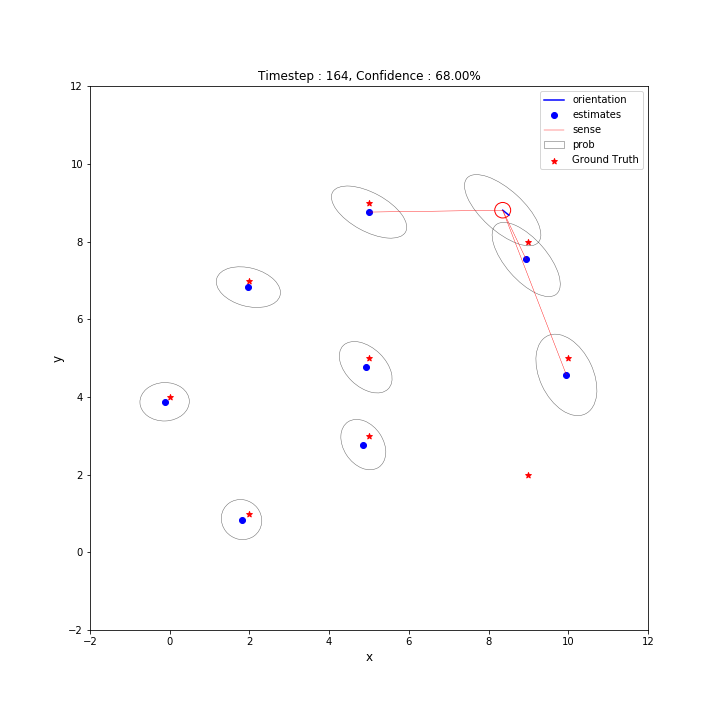 Timestep : 164, Confidence : 68.00%
12
10
8
6
4
2
0
−2
y
−2
0
2
4
6
8
10
12
x
orientation
estimates
sense
prob
Ground Truth